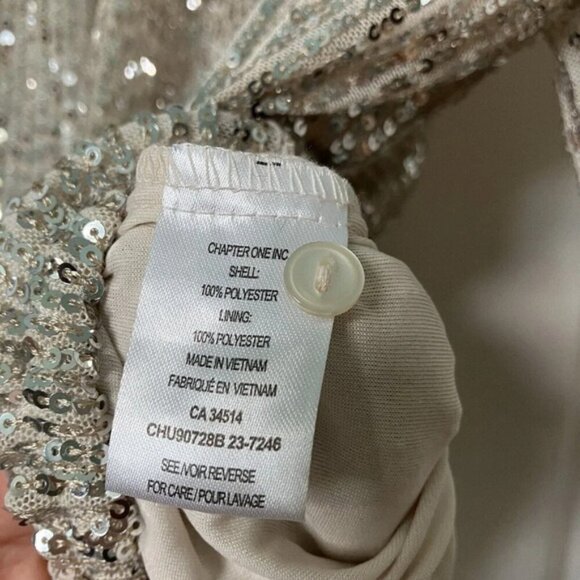 CHAPTER ONE INC
SHELL:
100% POLYESTER
LINING:
100% POLYESTER
MADE IN VIETNAM
FABRIQUÉ EN VIETNAM
CA 34514
CHU90728B 23-7246
SEE/VOIR REVERSE
FOR CARE/POUR LAVAGE